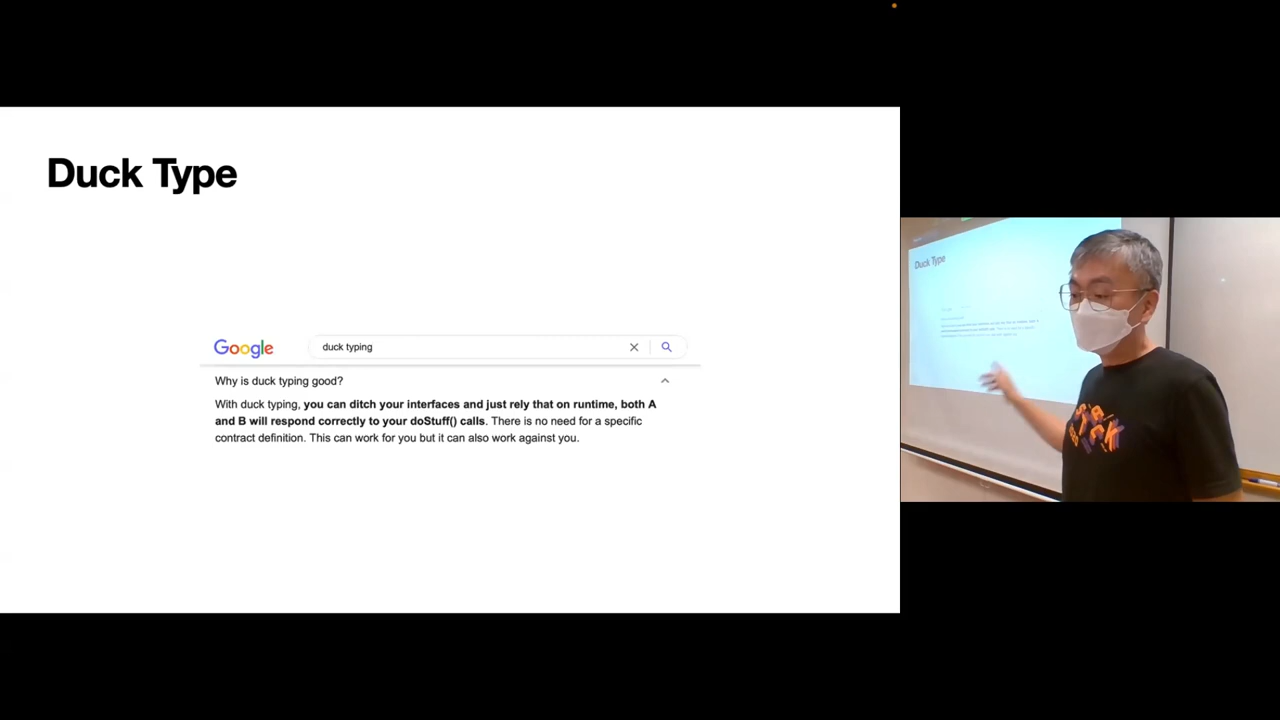 Duck Type
Google
duck typing
Why is duck typing good?
With duck typing, you can ditch your interfaces and just rely that on runtime, both A
and B will respond correctly to your doStuff() calls. There is no need for a specific
contract definition. This can work for you but it can also work against you.
Duck Type